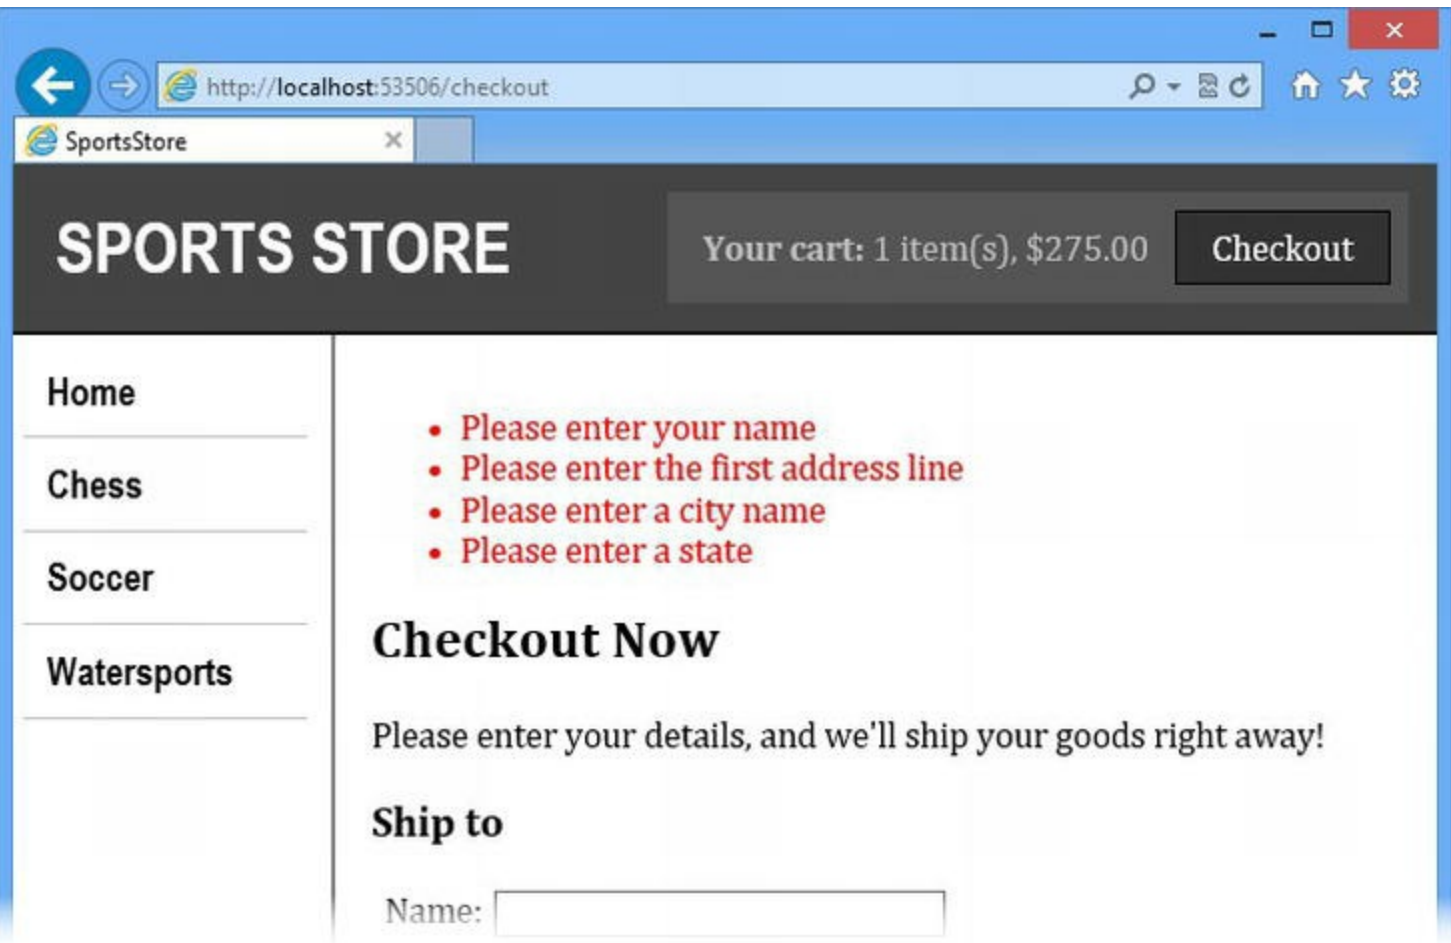 http://localhost:53506/checkout
SportsStore
SPORTS STORE
Your cart: 1 item(s), $275.00
Checkout
Home
Chess
Soccer
Watersports
• Please enter your name
• Please enter the first address line
• Please enter a city name
• Please enter a state
Checkout Now
Please enter your details, and we'll ship your goods right away!
Ship to
Name: